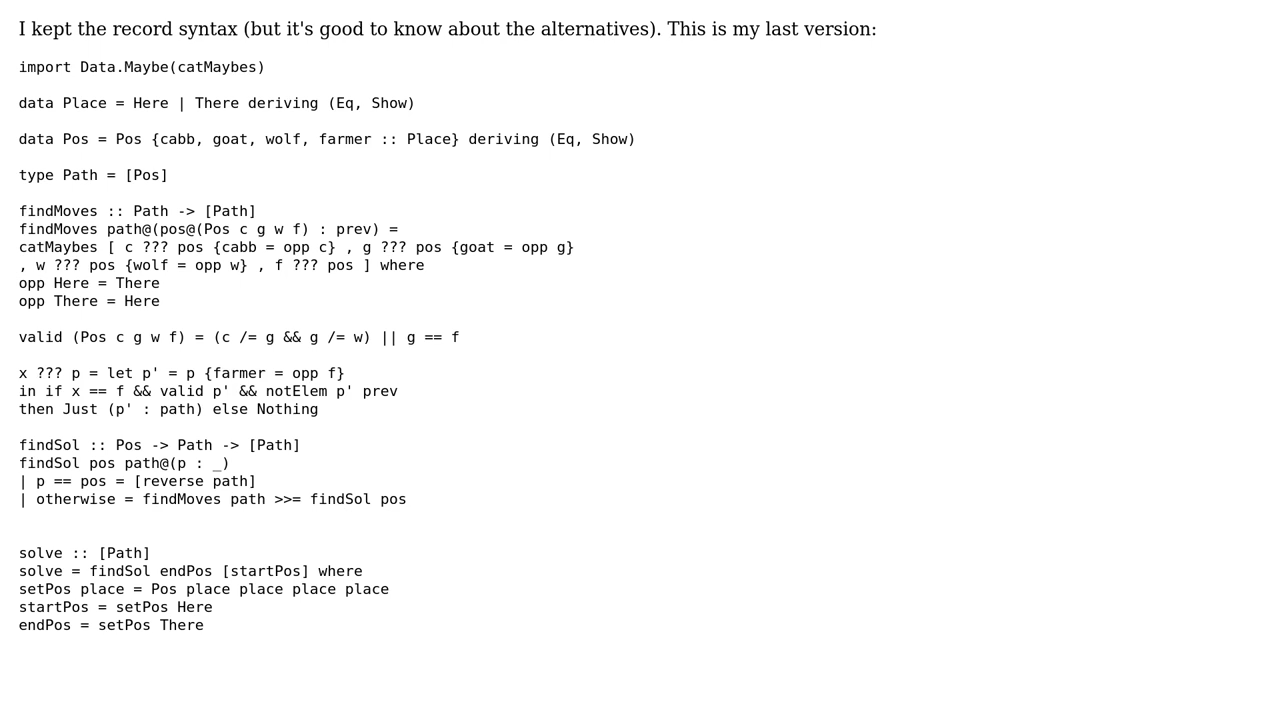 I kept the record syntax (but it's good to know about the alternatives). This is my last version:
import Data.Maybe(catMaybes)
data Place = Here | There deriving (Eq, Show)
data Pos = Pos {cabb, goat, wolf, farmer :: Place} deriving (Eq, Show)
type Path = [Pos]
findMoves :: Path -> [Path]
findMoves path@(pos@(Pos c g w f) : prev) =
catMaybes [ c ??? pos {cabb = opp c} , g ??? pos {goat = opp g}
, w ??? pos {wolf = opp w} , f ??? pos ] where
opp Here = There
opp There = Here
valid (Pos c g w f) = (c /= g && g /= w) || g == f
x ??? p = let p' = p {farmer = opp f}
in if x == f && valid p' && notElem p' prev
then Just (p' : path) else Nothing
findSol :: Pos -> Path -> [Path]
findSol pos path@(p : _)
| p == pos = [reverse path]
| otherwise = findMoves path >>= findSol pos
solve :: [Path]
solve = findSol endPos [startPos] where
setPos place = Pos place place place place
startPos = setPos Here
endPos = setPos There